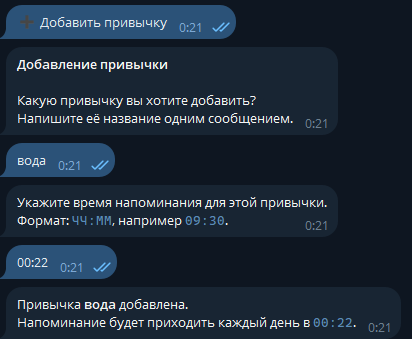 ➕ Добавить привычку 0:21
Добавление привычки
Какую привычку вы хотите добавить?
Напишите её название одним сообщением. 0:21
вода 0:21
Укажите время напоминания для этой привычки.
Формат: ЧЧ:ММ, например 09:30. 0:21
00:22 0:21
Привычка вода добавлена.
Напоминание будет приходить каждый день в 00:22. 0:21